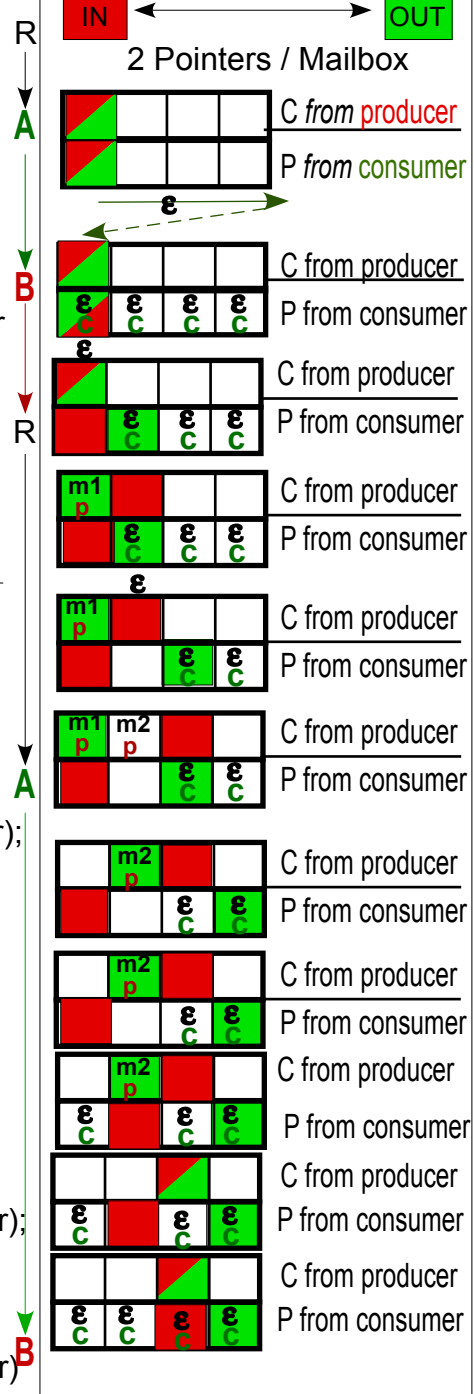 IN OUT
R
2 Pointers / Mailbox
C from producer
A
P from consumer
ε
C from producer
B
ε ε ε ε
C C C C
P from consumer
r
ε
C from producer
R
ε ε ε
C C C
P from consumer
m1
p
C from producer
ε ε ε
C C C
P from consumer
ε
m1
p
C from producer
ε ε
C C
P from consumer
m1 m2
p p
C from producer
A
ε ε
C C
P from consumer
r);
m2
p
C from producer
ε ε
C C
P from consumer
m2
p
C from producer
ε ε
C C
P from consumer
m2
p
C from producer
ε ε ε
C C C
P from consumer
C from producer
r);
ε ε ε
C C C
P from consumer
C from producer
ε ε ε ε
C C C C
P from consumer
B
r)